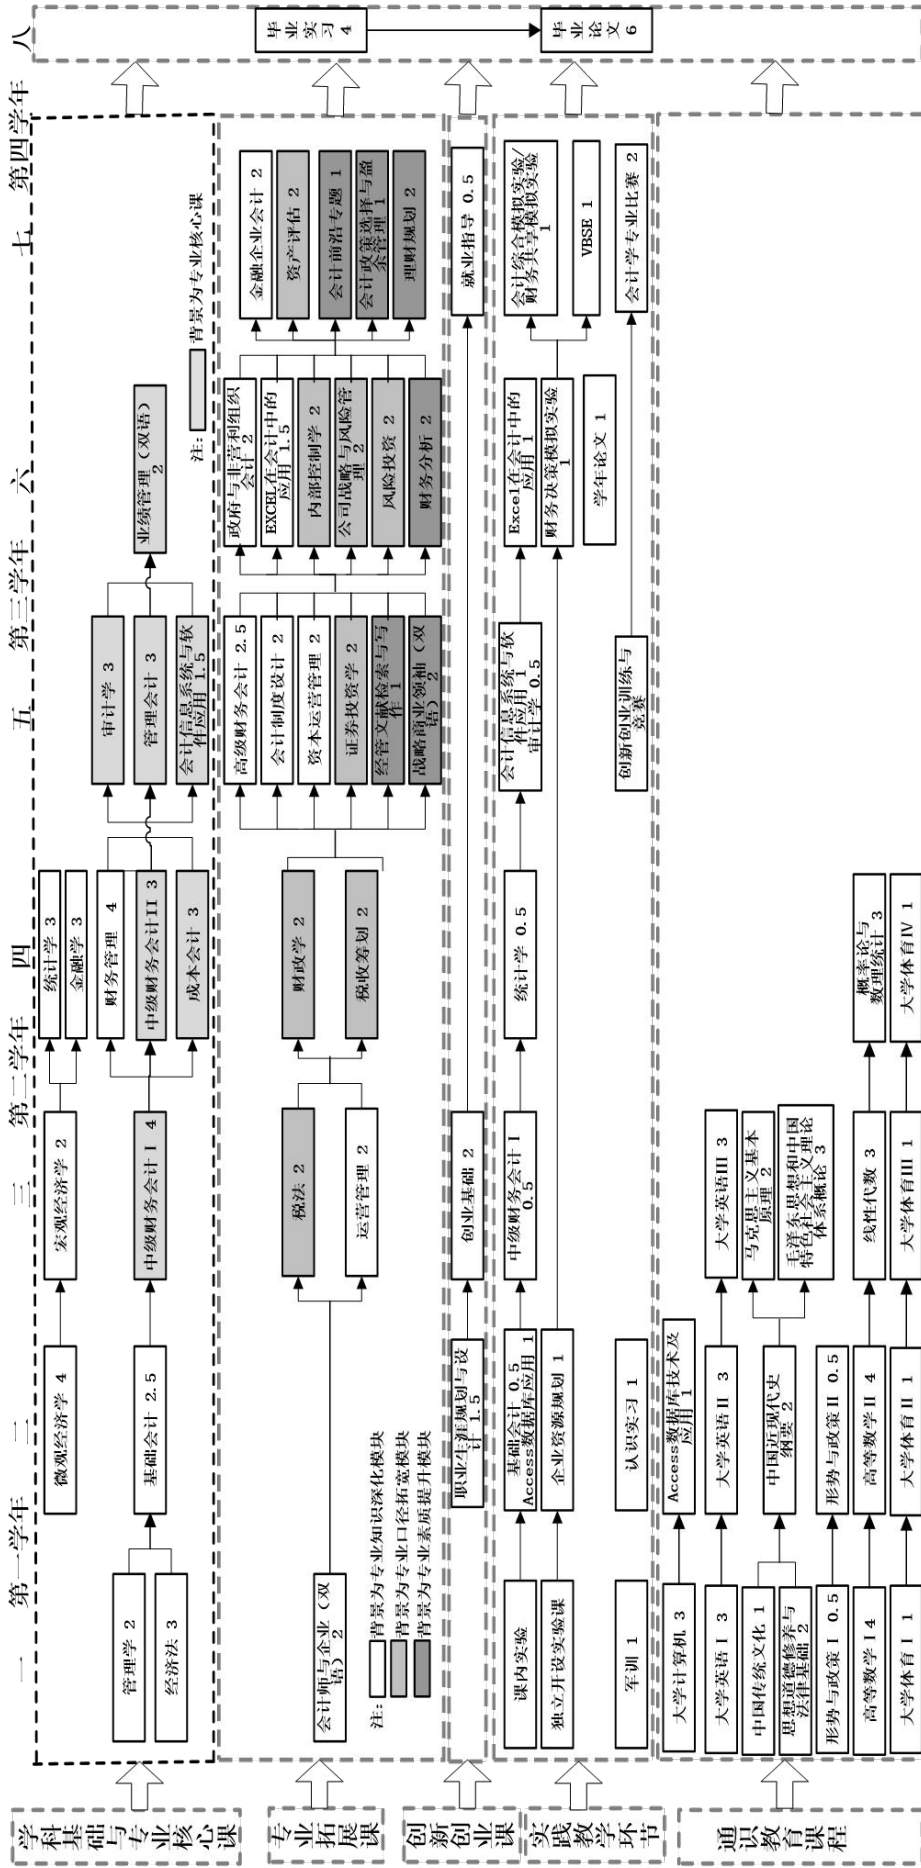 一 第一学年 二 三 第二学年 四 五 第三学年 六 七 第四学年 八
学科基础与专业核心课
管理学 2
经济法 3
微观经济学 4
基础会计 2.5
宏观经济学 2
中级财务会计 I 4
统计学 3
金融学 3
财务管理 4
中级财务会计II 3
成本会计 3
审计学 3
管理会计 3
会计信息系统与软
件应用 1.5
业绩管理（双语）
2
注:
背景为专业核心课
专业拓展课
会计师与企业（双
语）2
注:
背景为专业知识深化模块
背景为专业口径拓宽模块
背景为专业素质提升模块
税法 2
运营管理 2
财政学 2
税收筹划 2
高级财务会计 2.5
会计制度设计 2
资本运营管理 2
证券投资学 2
经管文献检索与写
作 1
战略商业领袖（双
语）2
政府与非营利组织
会计 2
EXCEL在会计中的
应用 1.5
内部控制学 2
公司战略与风险管
理 2
风险投资 2
财务分析 2
金融企业会计 2
资产评估 2
会计前沿专题 1
会计政策选择与盈
余管理 1
理财规划 2
创新创业课
职业生涯规划与设
计 1.5
创业基础 2
就业指导 0.5
实践教学环节
课内实验
独立开设实验课
军训 1
基础会计 0.5
Access数据库应用 1
企业资源规划 1
认识实习 1
中级财务会计 I
0.5
统计学 0.5
会计信息系统与软
件应用 1
审计学 0.5
创新创业训练与
竞赛
Excel在会计中的
应用 1
财务决策模拟实验
1
学年论文 1
会计综合模拟实验/
财务共享模拟实验
1
VBSE 1
会计学专业比赛 2
通识教育课程
大学计算机 3
大学英语 I 3
中国传统文化 1
思想道德修养与
法律基础 2
形势与政策 I 0.5
高等数学 I 4
大学体育 I 1
Access数据库技术及
应用 1
大学英语 II 3
中国近现代史
纲要 2
形势与政策 II 0.5
高等数学 II 4
大学体育 II 1
大学英语III 3
马克思主义基本
原理 2
毛泽东思想和中国
特色社会主义理论
体系概论 3
线性代数 3
大学体育III 1
概率论与
数理统计 3
大学体育IV 1
毕业
实习
4
毕业
论文
6